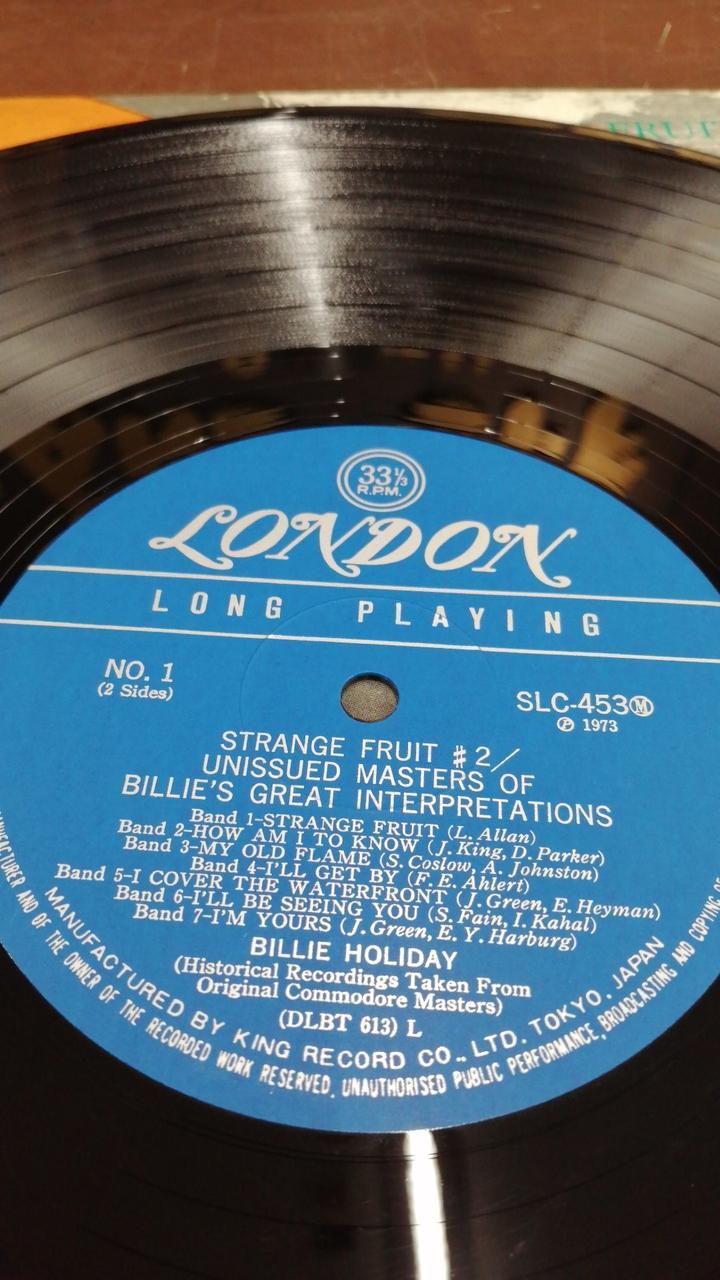 FRUIT
33⅓
R.P.M.
LONDON
LONG PLAYING
NO. 1
(2 Sides)
SLC-453Ⓜ
Ⓟ 1973
STRANGE FRUIT #2/
UNISSUED MASTERS OF
BILLIE'S GREAT INTERPRETATIONS
Band 1-STRANGE FRUIT (L. Allan)
Band 2-HOW AM I TO KNOW (J. King, D. Parker)
Band 3-MY OLD FLAME (S. Coslow, A. Johnston)
Band 4-I'LL GET BY (F. E. Ahlert)
Band 5-I COVER THE WATERFRONT (J. Green, E. Heyman)
Band 6-I'LL BE SEEING YOU (S. Fain, I. Kahal)
Band 7-I'M YOURS (J. Green, E. Y. Harburg)
BILLIE HOLIDAY
(Historical Recordings Taken From
Original Commodore Masters)
(DLBT 613) L
MANUFACTURED BY KING RECORD CO., LTD. TOKYO. JAPAN
MANUFACTURER AND OF THE OWNER OF THE RECORDED WORK RESERVED. UNAUTHORISED PUBLIC PERFORMANCE, BROADCASTING AND COPYING OF